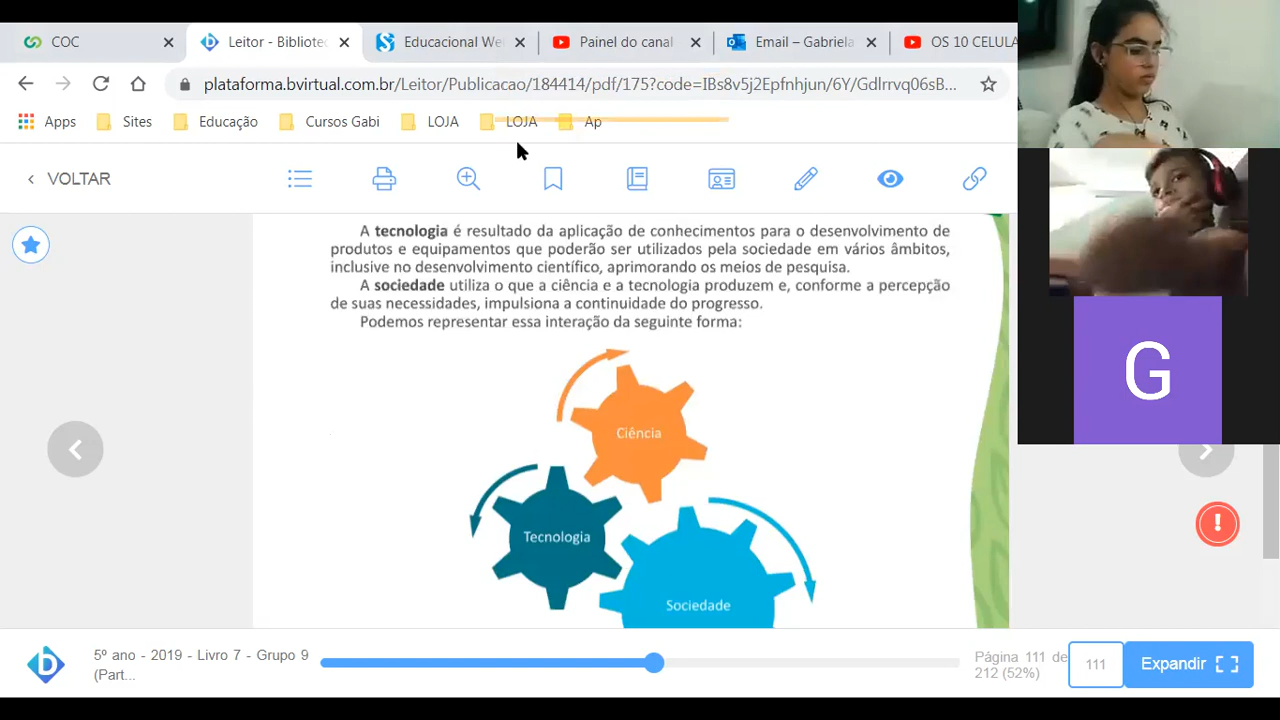 COC
Leitor - Bibliotec
Educacional We
Painel do canal
Email – Gabriela
OS 10 CELULA
plataforma.bvirtual.com.br/Leitor/Publicacao/184414/pdf/175?code=IBs8v5j2Epfnhjun/6Y/Gdlrrvq06sB...
Apps
Sites
Educação
Cursos Gabi
LOJA
LOJA
Ap
VOLTAR
A tecnologia é resultado da aplicação de conhecimentos para o desenvolvimento de
produtos e equipamentos que poderão ser utilizados pela sociedade em vários âmbitos,
inclusive no desenvolvimento científico, aprimorando os meios de pesquisa.
A sociedade utiliza o que a ciência e a tecnologia produzem e, conforme a percepção
de suas necessidades, impulsiona a continuidade do progresso.
Podemos representar essa interação da seguinte forma:
Ciência
Tecnologia
Sociedade
G
5º ano - 2019 - Livro 7 - Grupo 9
(Part...
Página 111 de
212 (52%)
111
Expandir